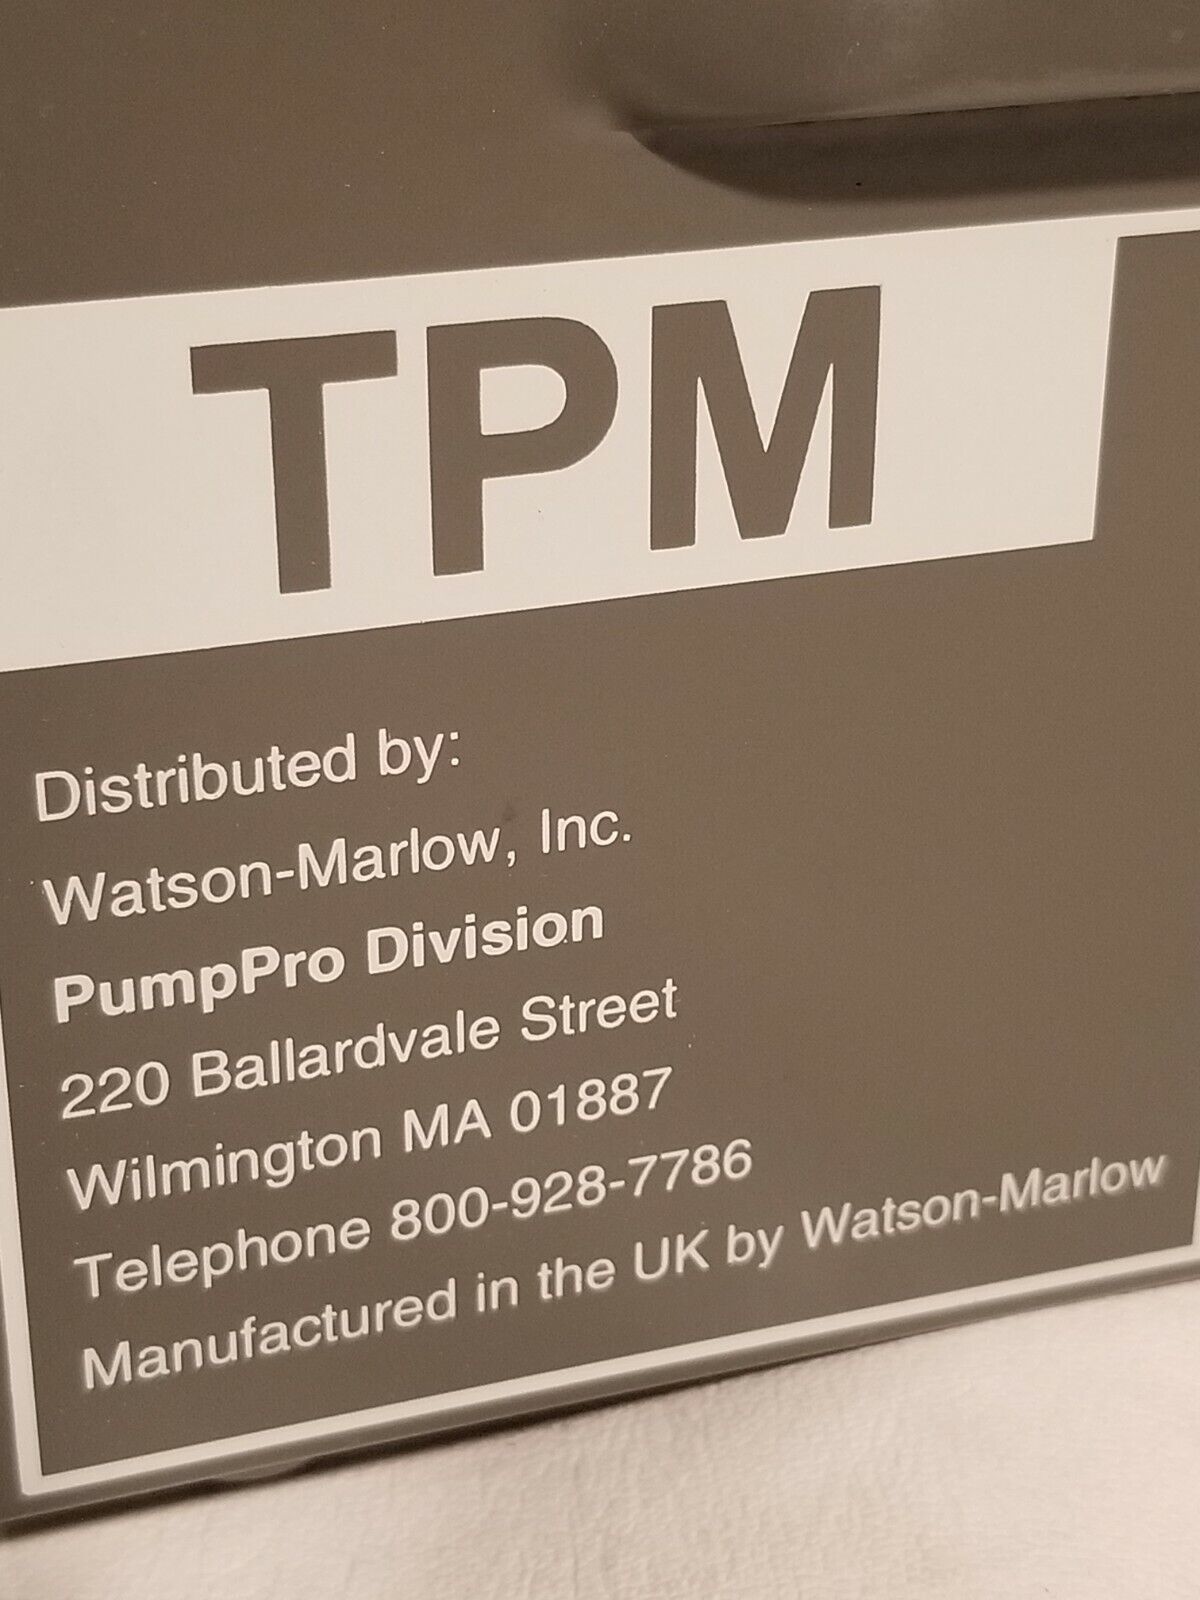 TPM
Distributed by:
Watson-Marlow, Inc.
PumpPro Division
220 Ballardvale Street
Wilmington MA 01887
Telephone 800-928-7786
Manufactured in the UK by Watson-Marlow